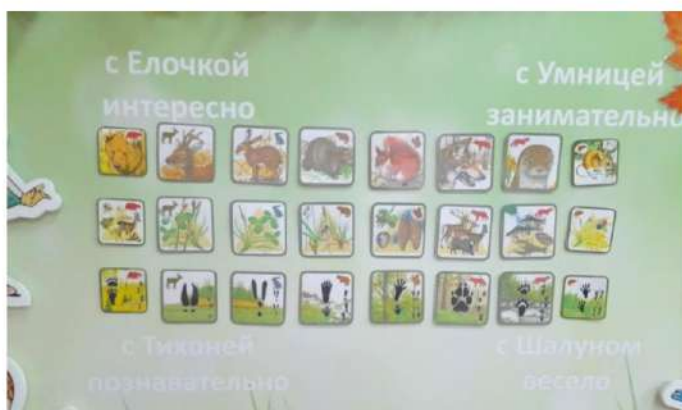 с Елочкой
интересно
с Умницей
занимательно
с Тихоней
познавательно
с Шалуном
весело